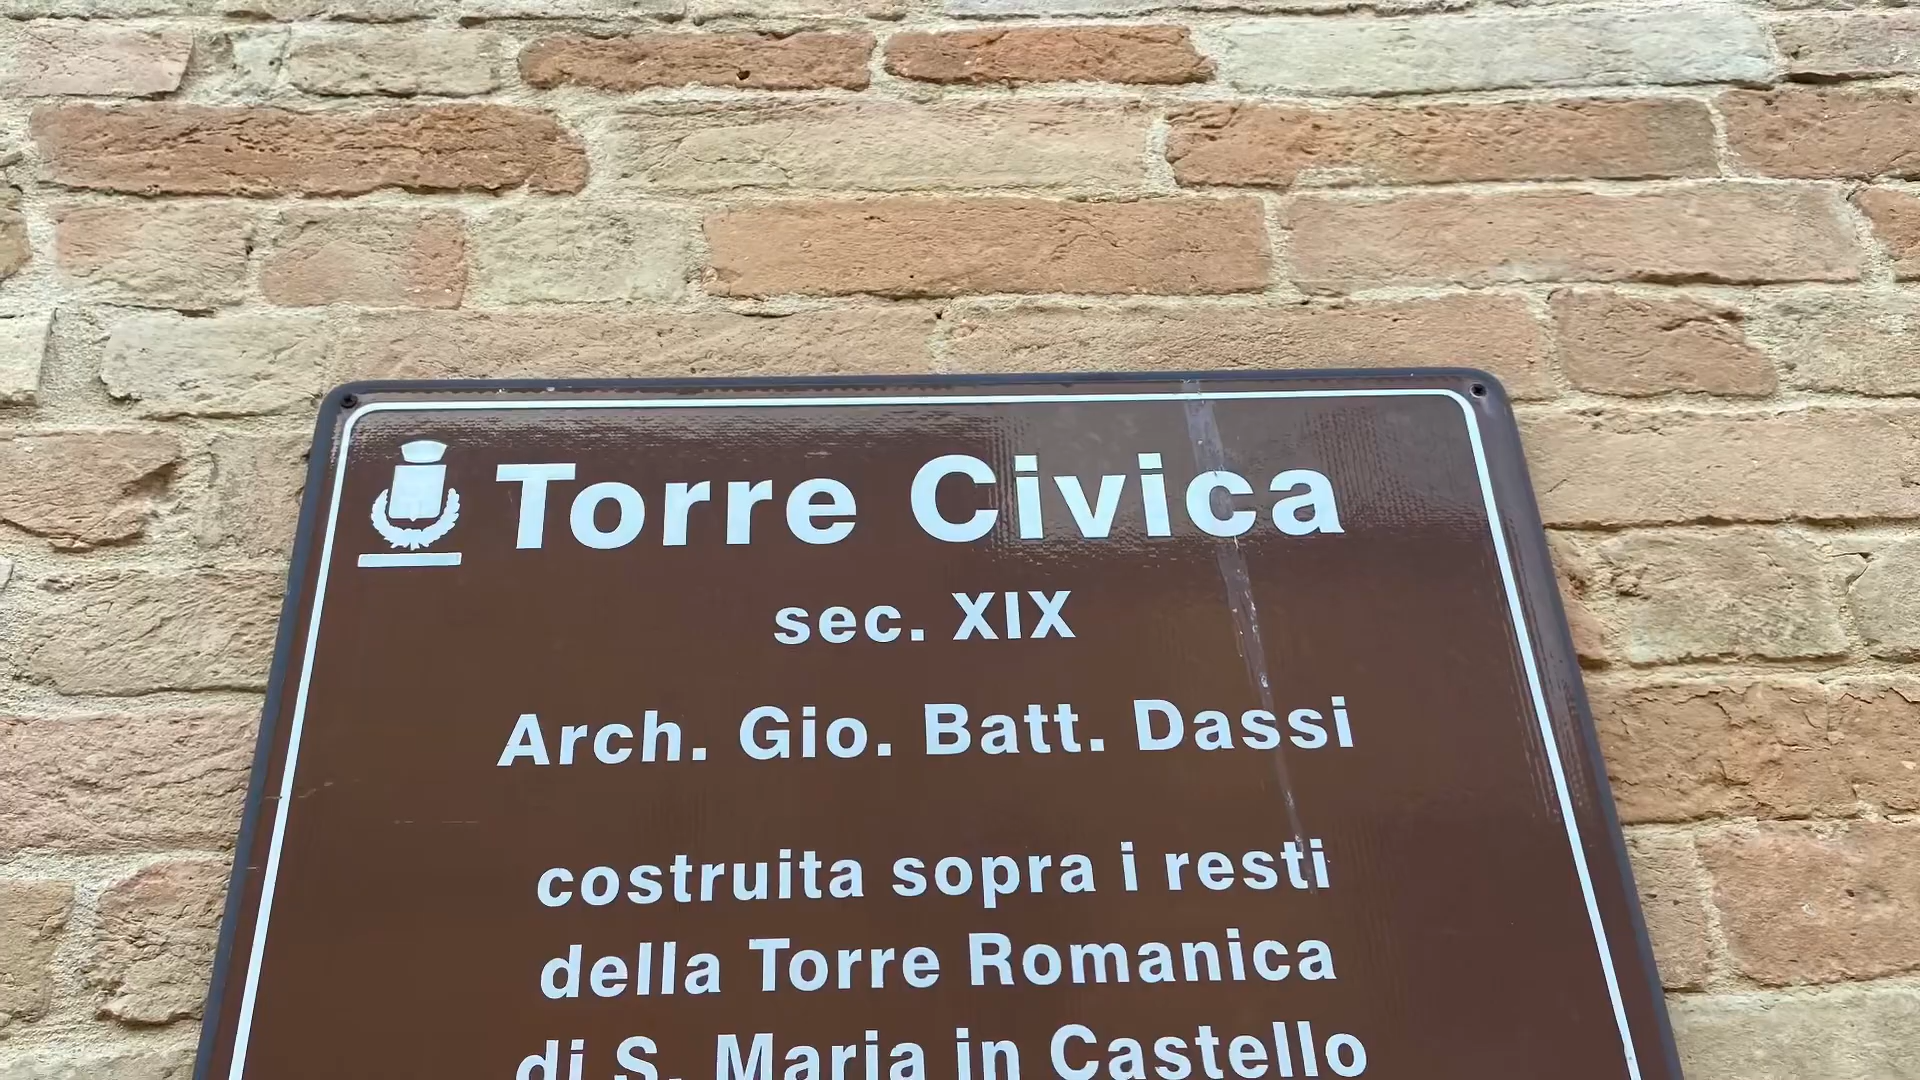 Torre Civica
sec. XIX
Arch. Gio. Batt. Dassi
costruita sopra i resti
della Torre Romanica
di S. Maria in Castello